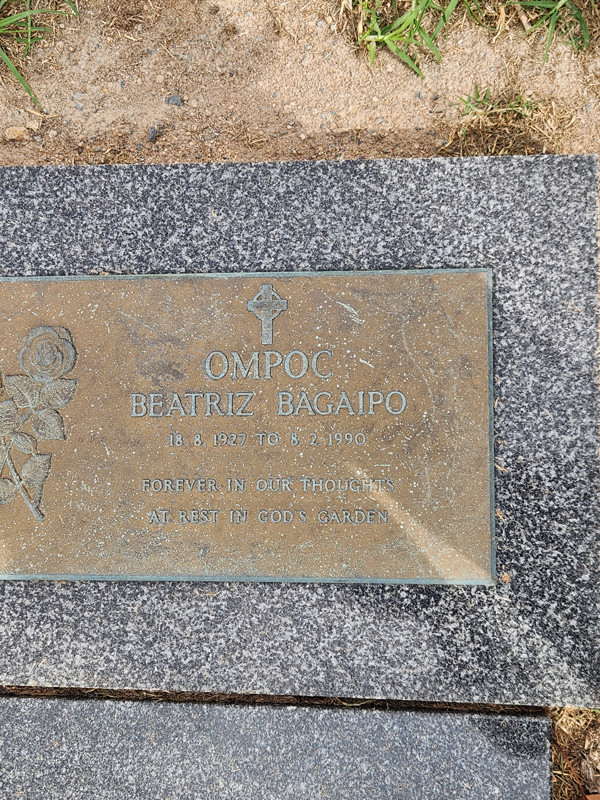 OMPOC
BEATRIZ BAGAIPO
18. 8. 1927 TO 8. 2. 1990
FOREVER IN OUR THOUGHTS
AT REST IN GOD'S GARDEN